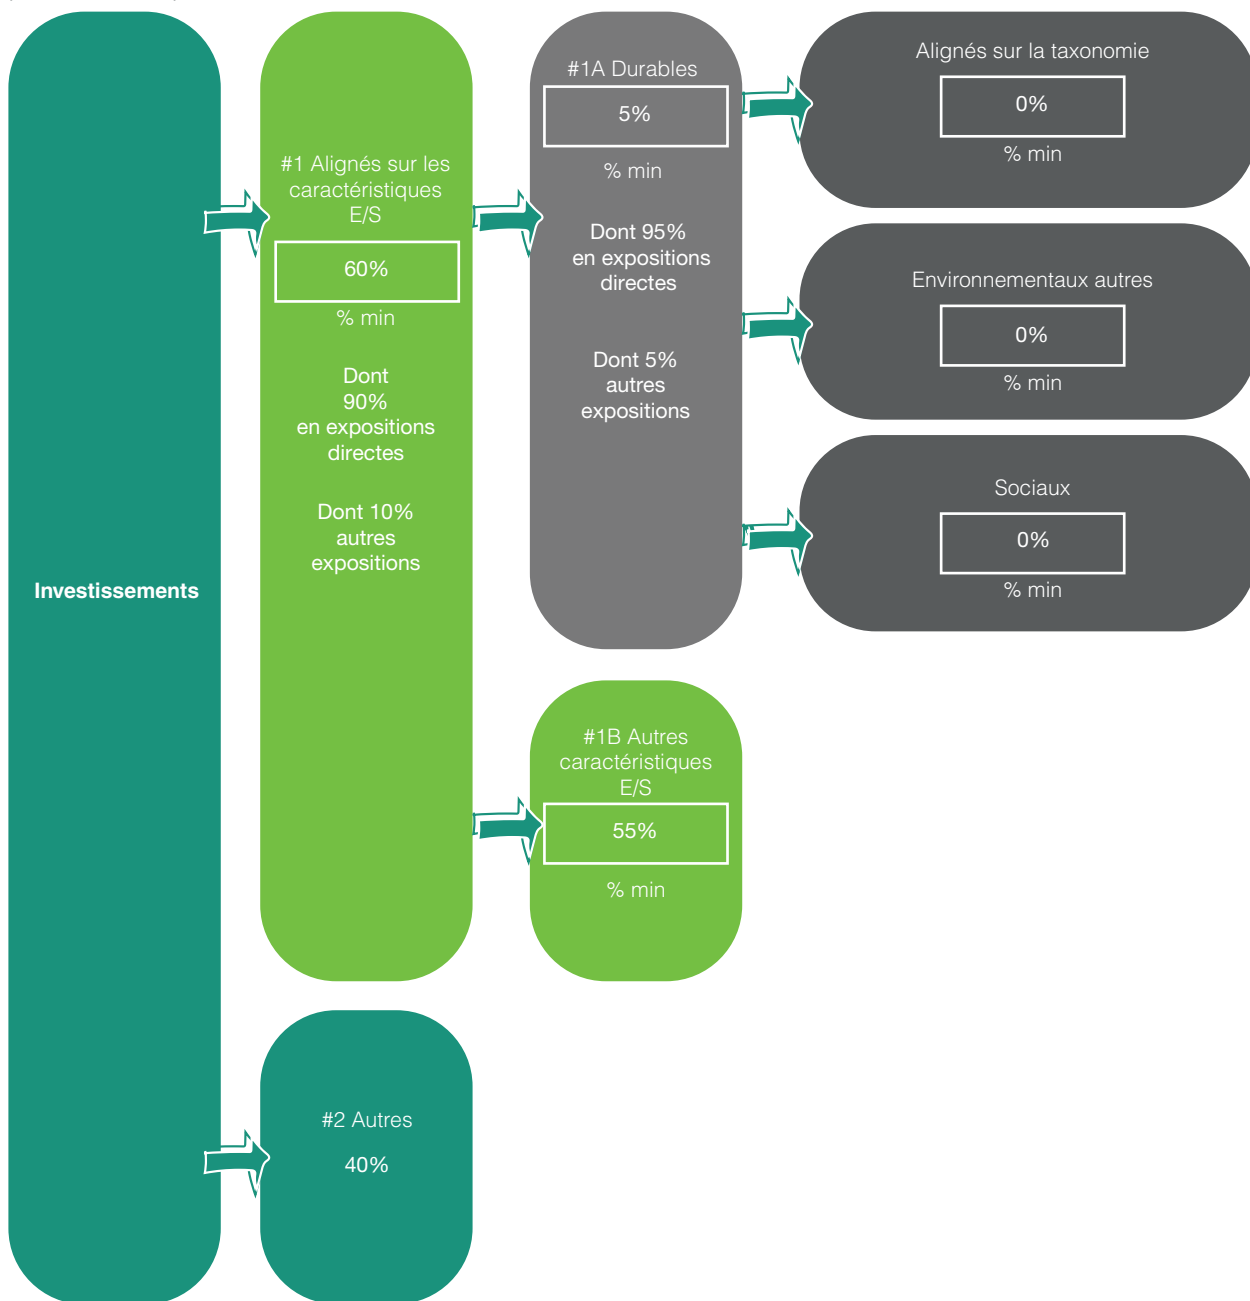 Investissements
#1 Alignés sur les
caractéristiques
E/S
60%
% min
Dont
90%
en expositions
directes
Dont 10%
autres
expositions
#2 Autres
40%
#1A Durables
5%
% min
Dont 95%
en expositions
directes
Dont 5%
autres
expositions
#1B Autres
caractéristiques
E/S
55%
% min
Alignés sur la taxonomie
0%
% min
Environnementaux autres
0%
% min
Sociaux
0%
% min